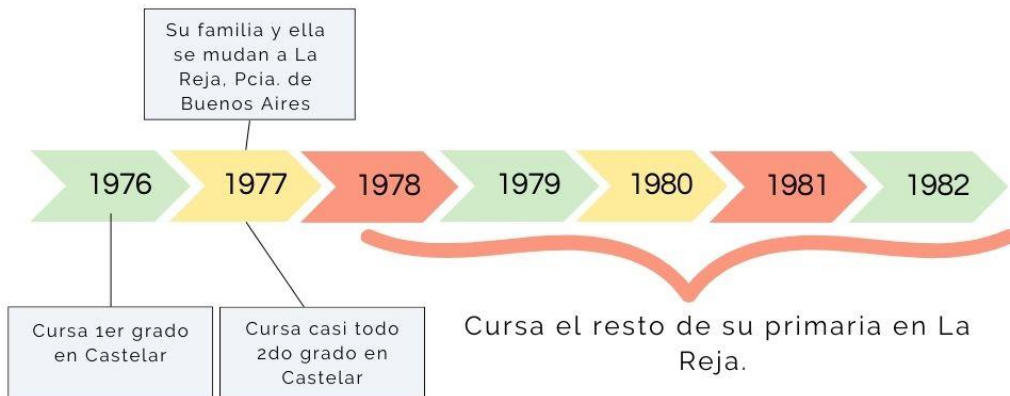 Su familia y ella
se mudan a La
Reja, Pcia. de
Buenos Aires
1976
1977
1978
1979
1980
1981
1982
Cursa 1er grado
en Castelar
Cursa casi todo
2do grado en
Castelar
Cursa el resto de su primaria en La
Reja.